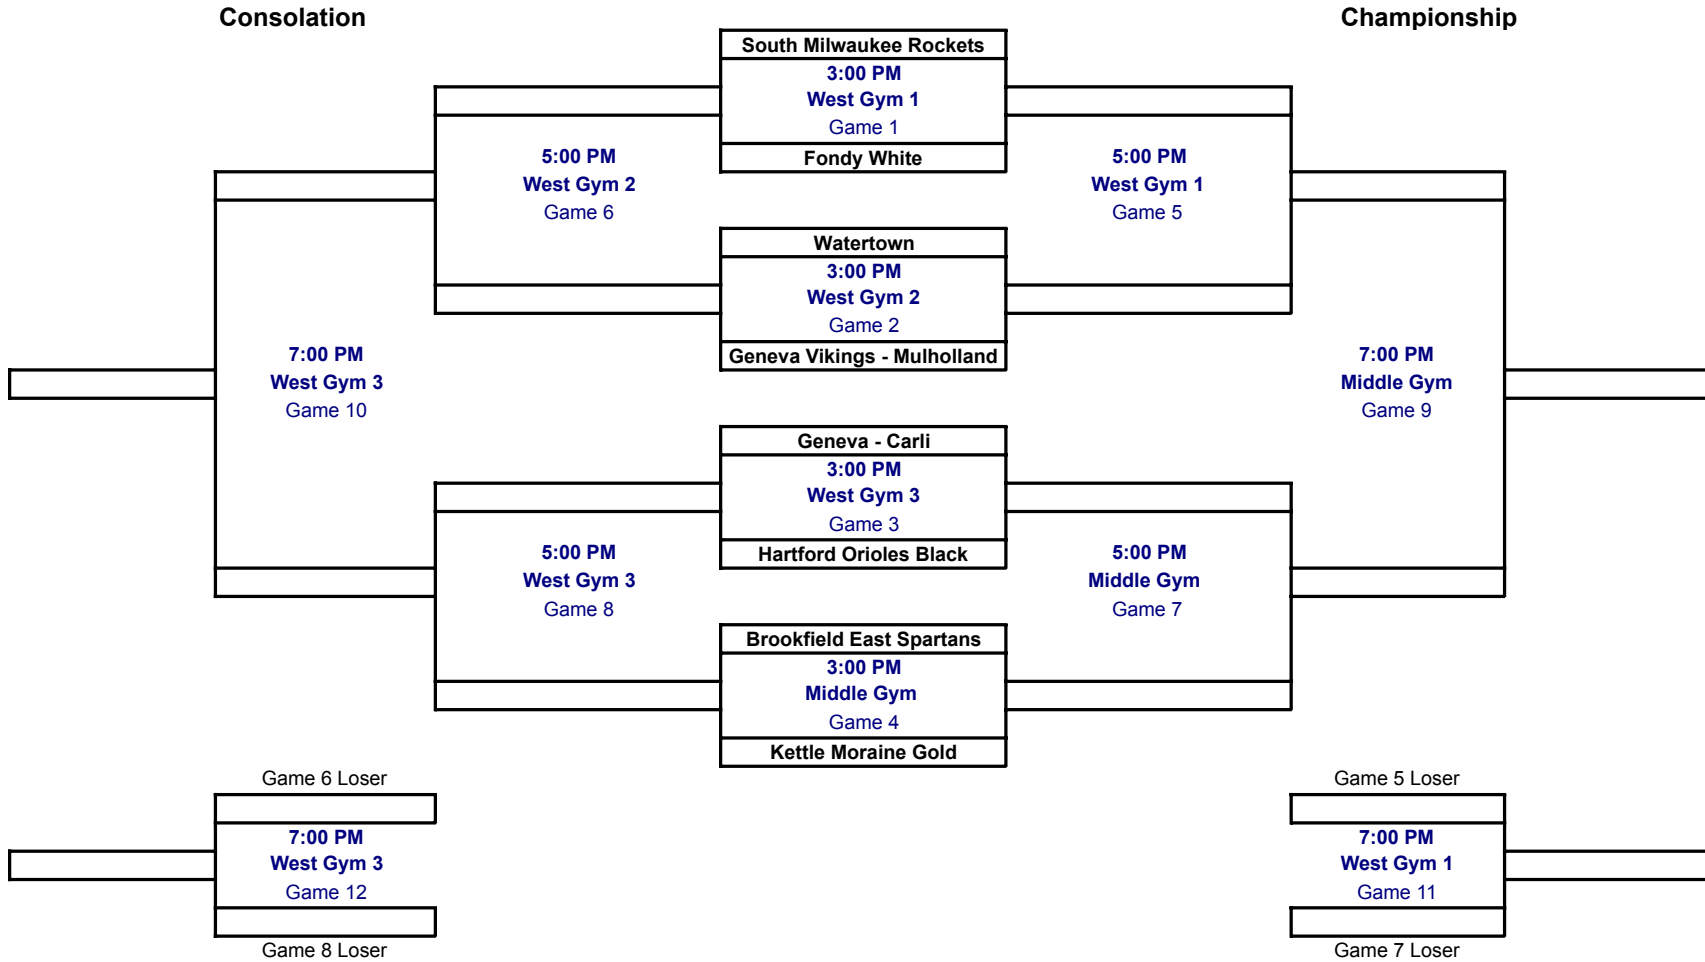 Consolation
Championship
South Milwaukee Rockets
3:00 PM
West Gym 1
Game 1
Fondy White
5:00 PM
West Gym 2
Game 6
5:00 PM
West Gym 1
Game 5
Watertown
3:00 PM
West Gym 2
Game 2
Geneva Vikings - Mulholland
7:00 PM
West Gym 3
Game 10
7:00 PM
Middle Gym
Game 9
Geneva - Carli
3:00 PM
West Gym 3
Game 3
Hartford Orioles Black
5:00 PM
West Gym 3
Game 8
5:00 PM
Middle Gym
Game 7
Brookfield East Spartans
3:00 PM
Middle Gym
Game 4
Kettle Moraine Gold
Game 6 Loser
7:00 PM
West Gym 3
Game 12
Game 8 Loser
Game 5 Loser
7:00 PM
West Gym 1
Game 11
Game 7 Loser